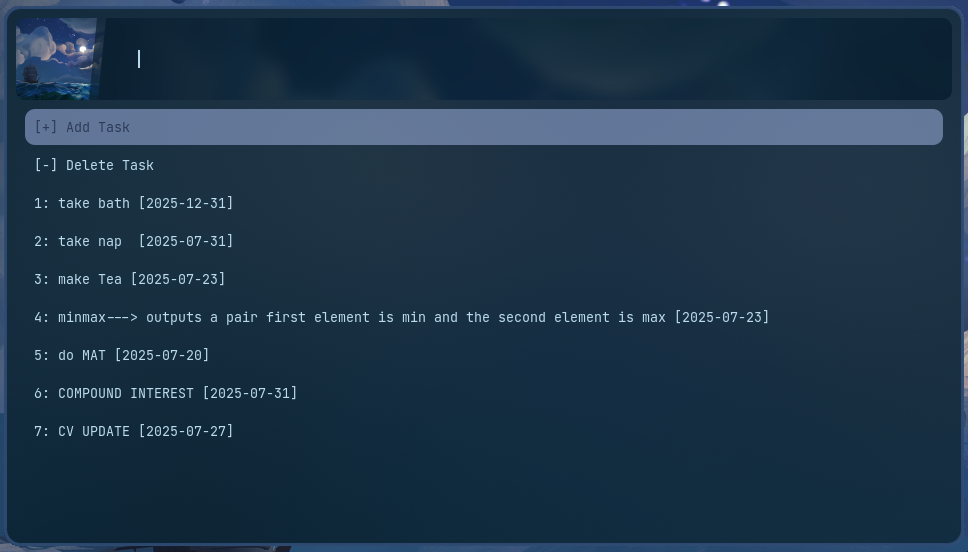 [+] Add Task
[-] Delete Task
1: take bath [2025-12-31]
2: take nap  [2025-07-31]
3: make Tea [2025-07-23]
4: minmax---> outputs a pair first element is min and the second element is max [2025-07-23]
5: do MAT [2025-07-20]
6: COMPOUND INTEREST [2025-07-31]
7: CV UPDATE [2025-07-27]